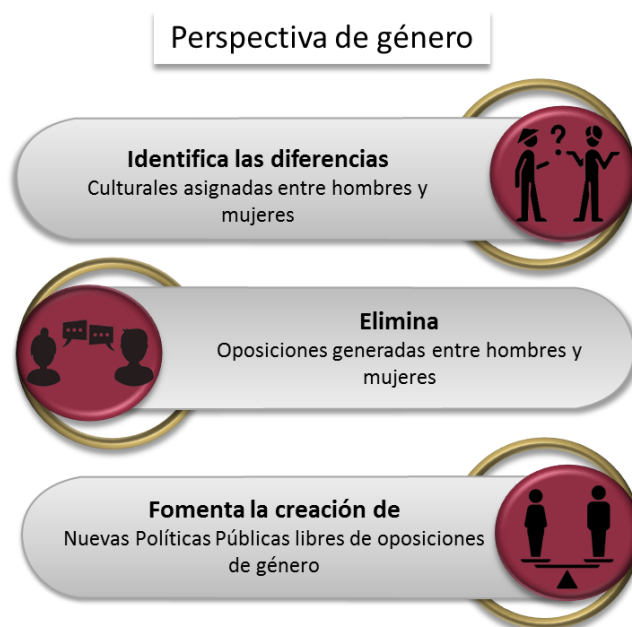 Perspectiva de género
Identifica las diferencias
Culturales asignadas entre hombres y
mujeres
?
Elimina
Oposiciones generadas entre hombres y
mujeres
Fomenta la creación de
Nuevas Políticas Públicas libres de oposiciones
de género